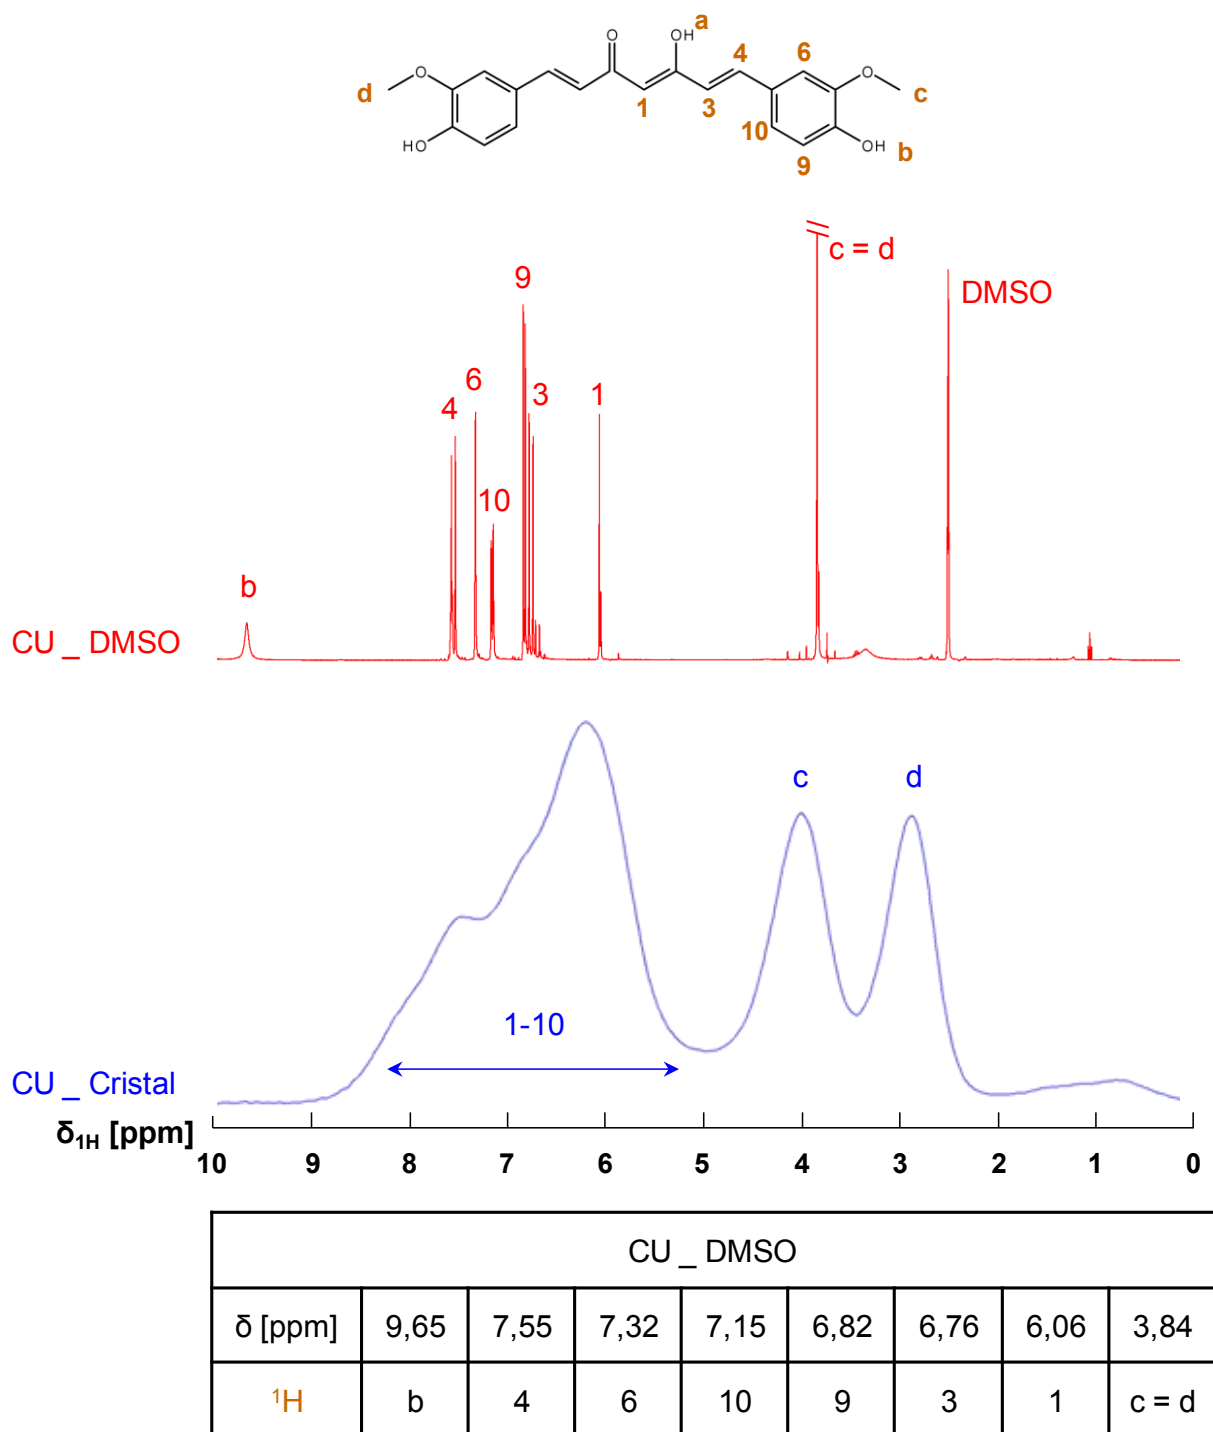 OH a
O
4
6
O
O
d
c
1
3
10
HO
OH b
9
c = d
DMSO
9
6
3
1
4
10
b
CU _ DMSO
c
d
1-10
CU _ Cristal
δ1H [ppm]
10 9 8 7 6 5 4 3 2 1 0
CU _ DMSO
δ [ppm] 9,65 7,55 7,32 7,15 6,82 6,76 6,06 3,84
¹H b 4 6 10 9 3 1 c = d